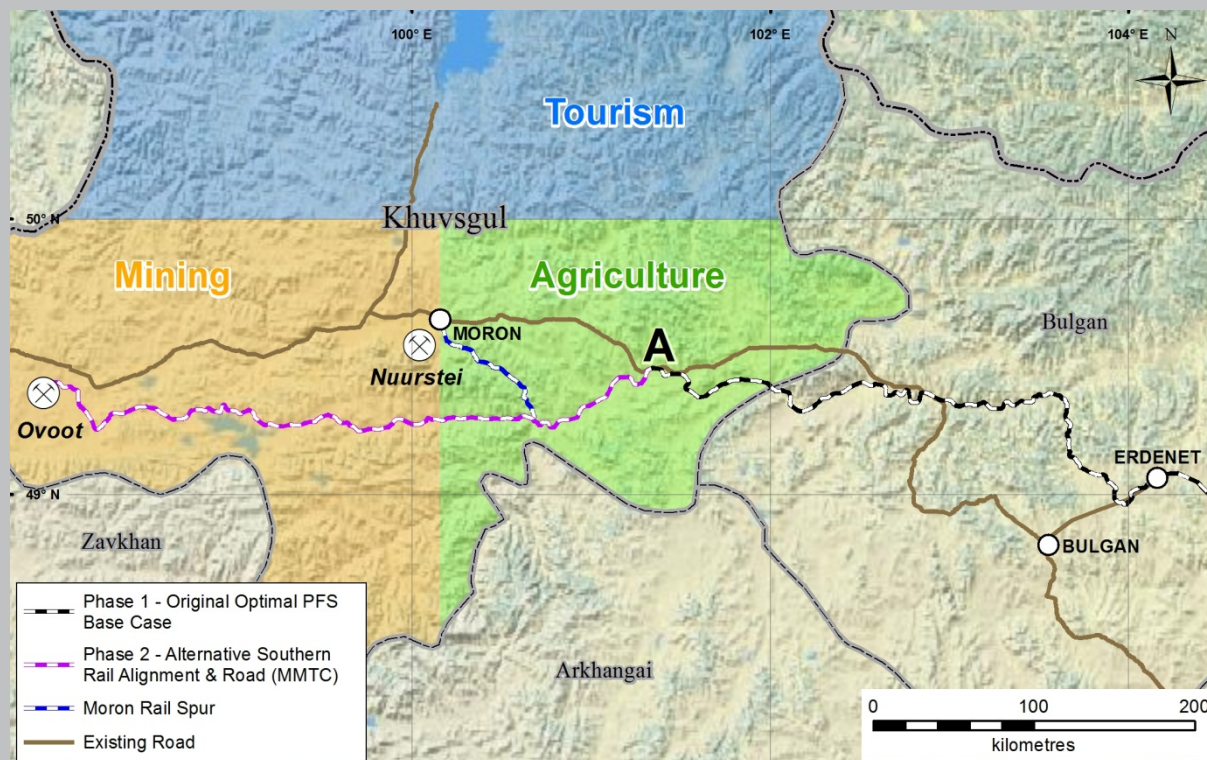 100° E
102° E
104° E
N
Tourism
50° N
Khuvsgul
Mining
Agriculture
Bulgan
MORON
A
Nuurstei
Ovoot
ERDENET
49° N
Zavkhan
BULGAN
Arkhangai
Phase 1 - Original Optimal PFS
Base Case
Phase 2 - Alternative Southern
Rail Alignment & Road (MMTC)
Moron Rail Spur
Existing Road
0 100 200
kilometres